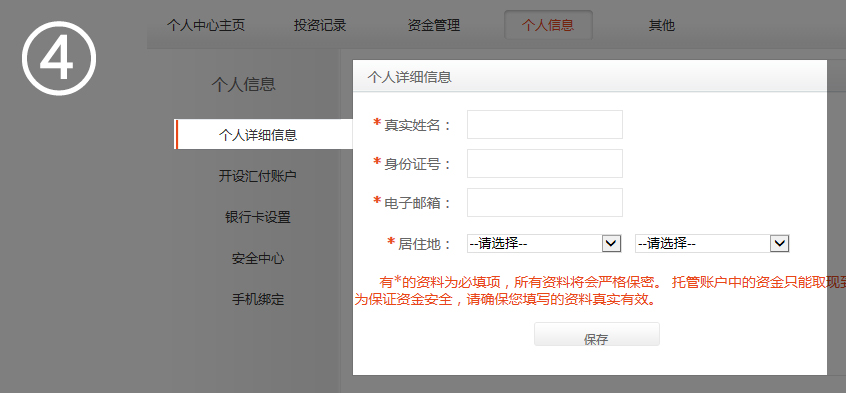 ④
个人中心主页 投资记录 资金管理 个人信息 其他
个人信息
个人详细信息
开设汇付账户
银行卡设置
安全中心
手机绑定
个人详细信息
*真实姓名：
*身份证号：
*电子邮箱：
*居住地： --请选择-- --请选择--
有*的资料为必填项，所有资料将会严格保密。 托管账户中的资金只能取现
为保证资金安全，请确保您填写的资料真实有效。
保存